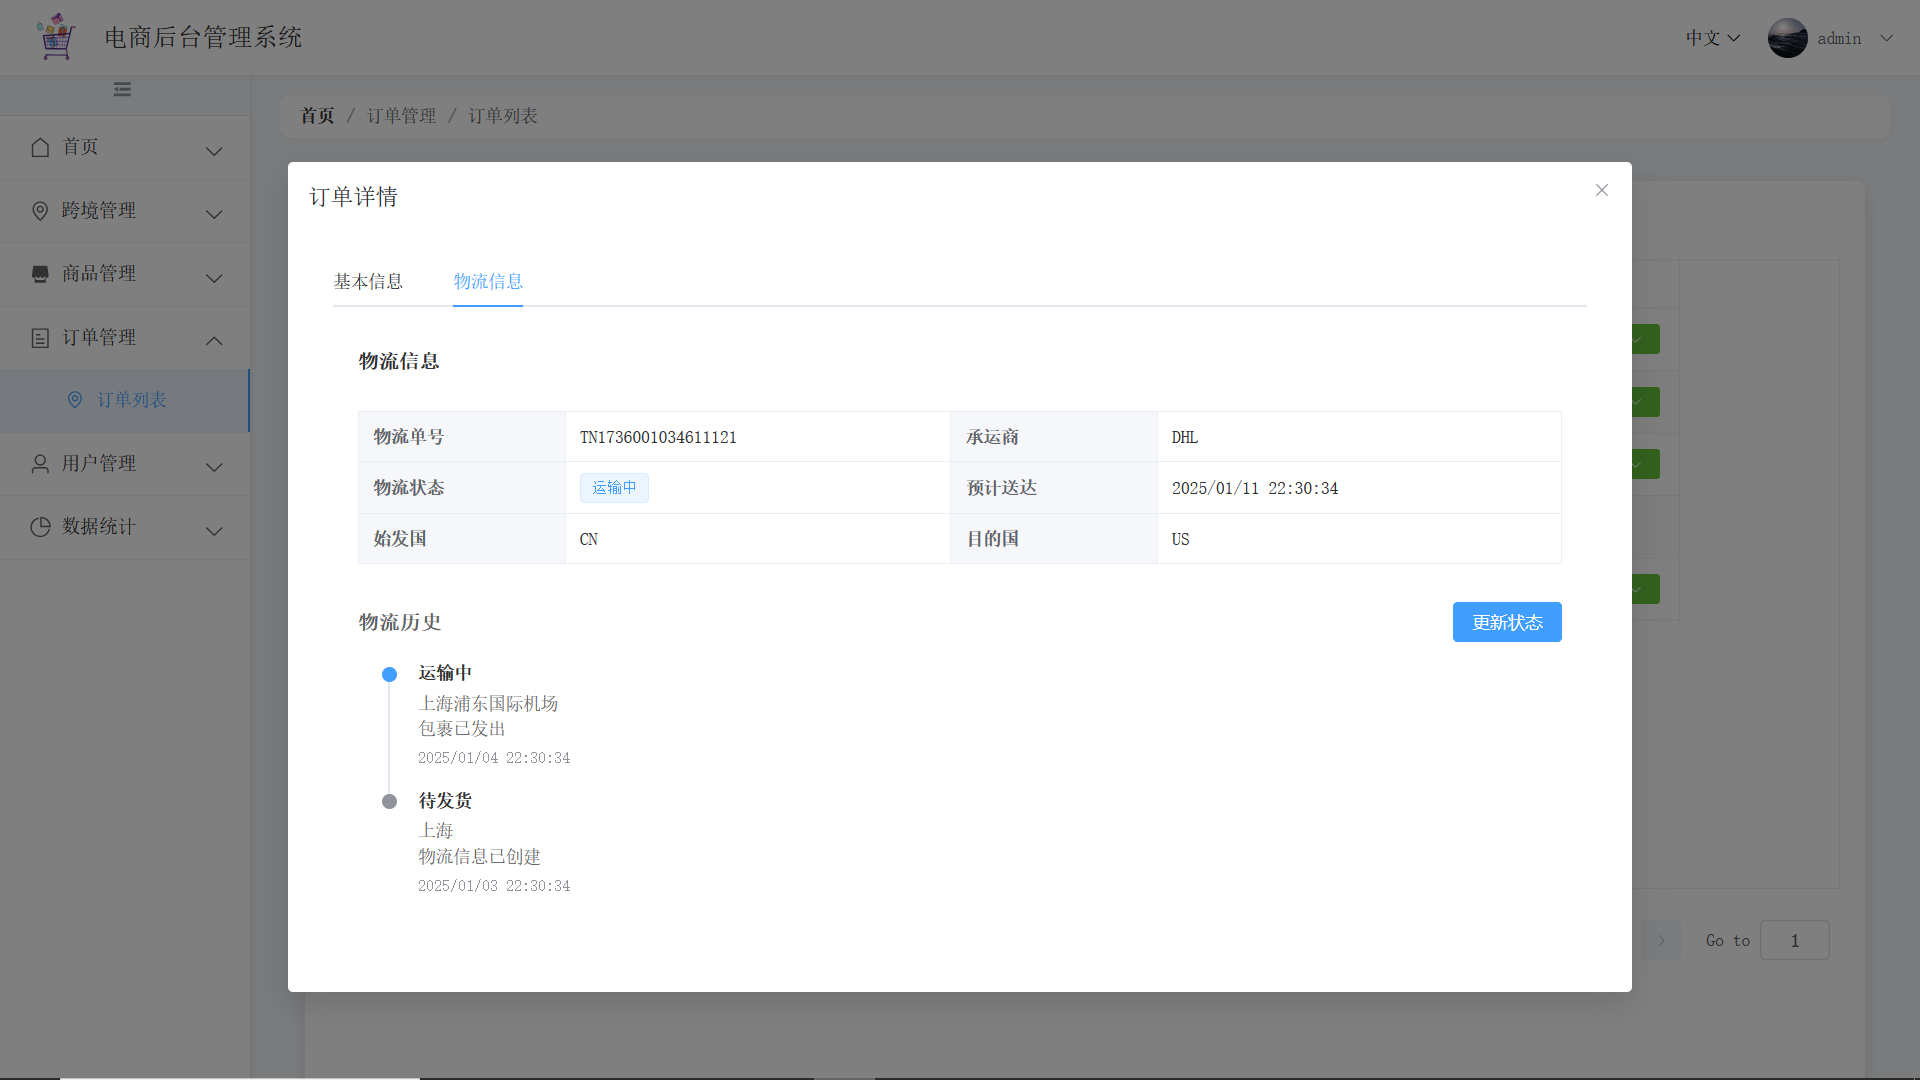 电商后台管理系统
中文
admin
首页 / 订单管理 / 订单列表
首页
跨境管理
商品管理
订单管理
订单列表
用户管理
数据统计
订单详情
基本信息 物流信息
物流信息
物流单号 TN1736001034611121 承运商 DHL
物流状态 运输中 预计送达 2025/01/11 22:30:34
始发国 CN 目的国 US
物流历史 更新状态
运输中
上海浦东国际机场
包裹已发出
2025/01/04 22:30:34
待发货
上海
物流信息已创建
2025/01/03 22:30:34
Go to 1